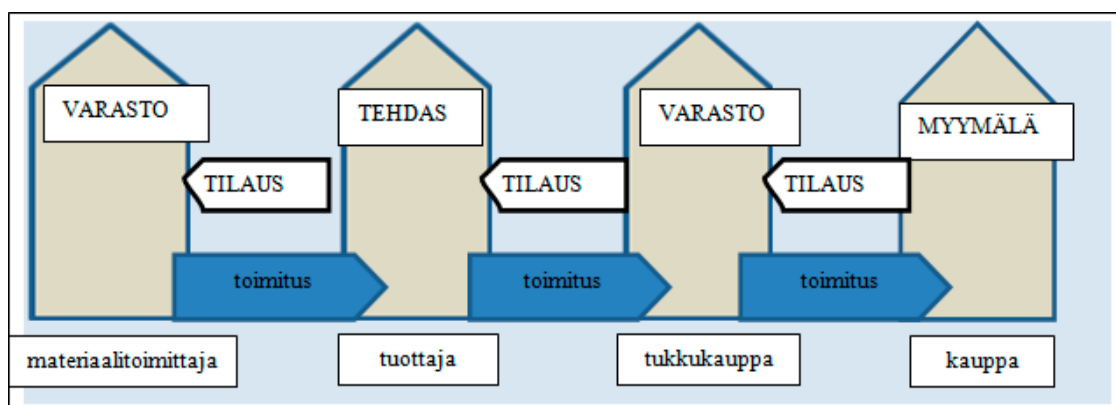 VARASTO
TEHDAS
VARASTO
MYYMÄLÄ
TILAUS
TILAUS
TILAUS
toimitus
toimitus
toimitus
materiaalitoimittaja
tuottaja
tukkukauppa
kauppa